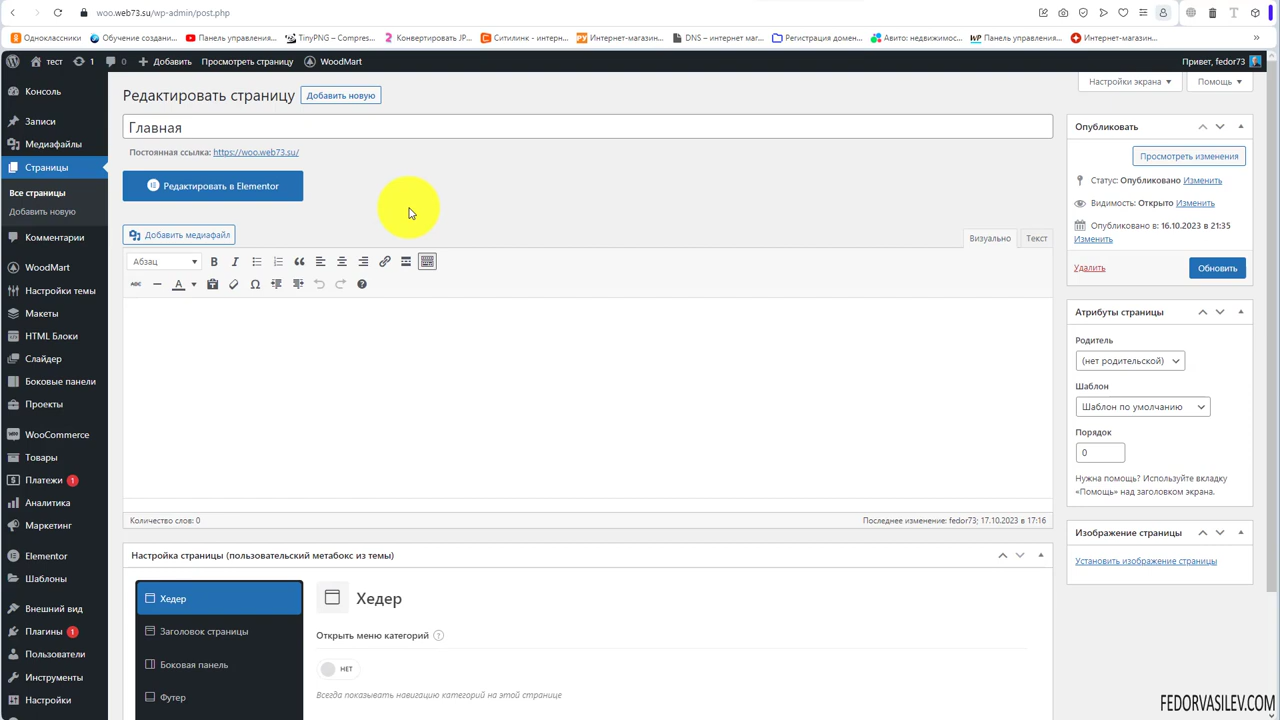 woo.web73.su/wp-admin/post.php
Одноклассники
Обучение создани...
Панель управления...
TinyPNG – Compres...
Конвертировать JP...
Ситилинк - интерн...
Интернет-магазин...
DNS – интернет маг...
Регистрация домен...
Авито: недвижимос...
Панель управления...
Интернет-магазин...
тест
1
0
Добавить
Просмотреть страницу
WoodMart
Привет, fedor73
Настройки экрана
Помощь
Консоль
Записи
Медиафайлы
Страницы
Все страницы
Добавить новую
Комментарии
WoodMart
Настройки темы
Макеты
HTML Блоки
Слайдер
Боковые панели
Проекты
WooCommerce
Товары
Платежи 1
Аналитика
Маркетинг
Elementor
Шаблоны
Внешний вид
Плагины 1
Пользователи
Инструменты
Настройки
Редактировать страницу
Добавить новую
Главная
Постоянная ссылка: https://woo.web73.su/
Редактировать в Elementor
Добавить медиафайл
Визуально
Текст
Абзац
B I
ABC
A
Количество слов: 0
Последнее изменение: fedor73; 17.10.2023 в 17:16
Настройка страницы (пользовательский метабокс из темы)
Хедер
Заголовок страницы
Боковая панель
Футер
Хедер
Открыть меню категорий
НЕТ
Всегда показывать навигацию категорий на этой странице
Опубликовать
Просмотреть изменения
Статус: Опубликовано Изменить
Видимость: Открыто Изменить
Опубликовано в: 16.10.2023 в 21:35
Изменить
Удалить
Обновить
Атрибуты страницы
Родитель
(нет родительской)
Шаблон
Шаблон по умолчанию
Порядок
0
Нужна помощь? Используйте вкладку
«Помощь» над заголовком экрана.
Изображение страницы
Установить изображение страницы
FEDORVASILEV.COM